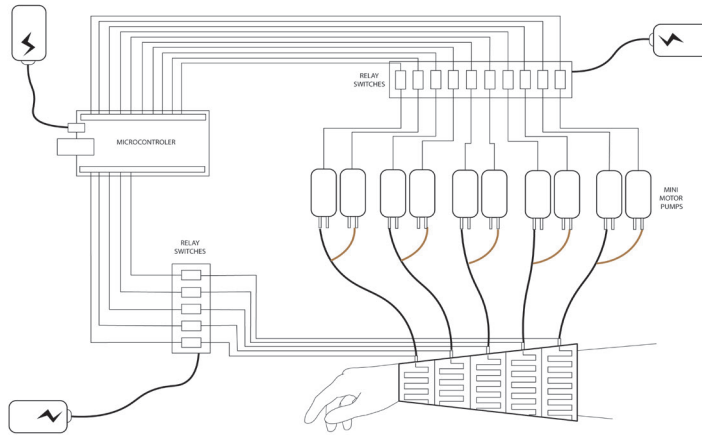 RELAY
SWITCHES
MICROCONTROLER
MINI
MOTOR
PUMPS
RELAY
SWITCHES